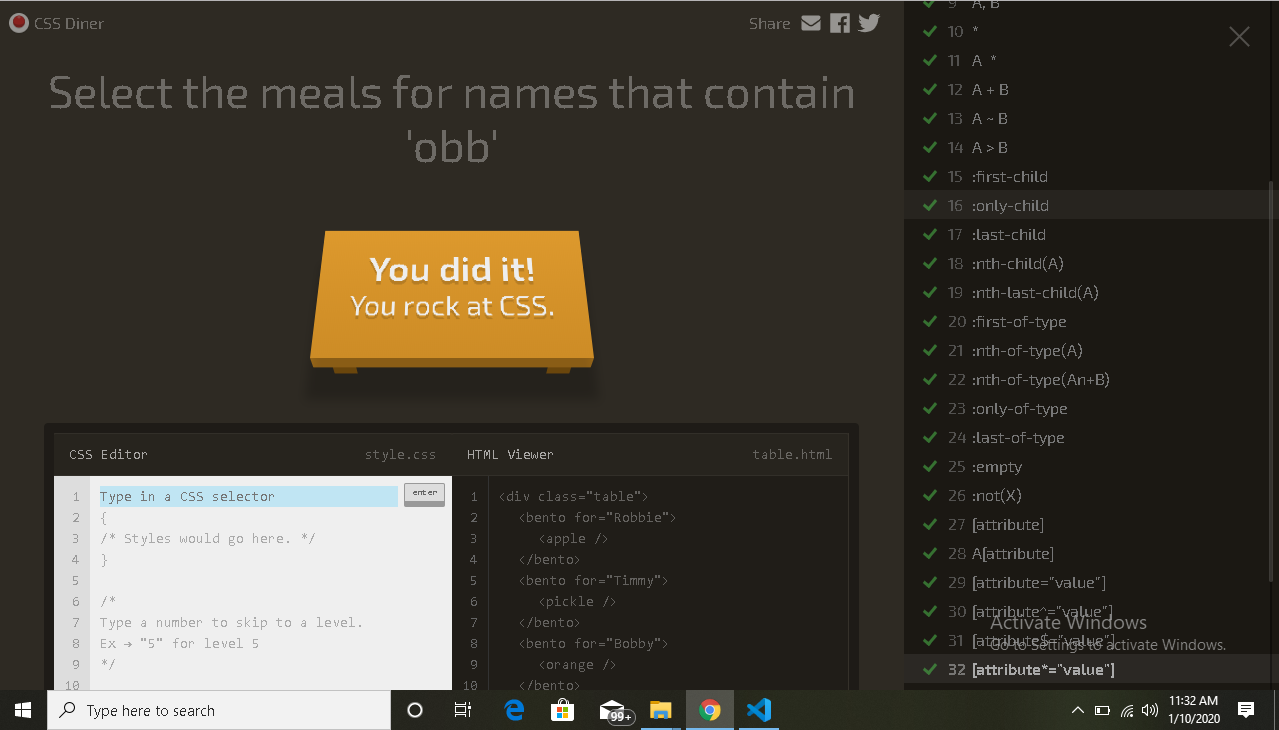 CSS Diner
Share
Select the meals for names that contain
'obb'
You did it!
You rock at CSS.
CSS Editor
style.css
1 Type in a CSS selector
enter
2 {
3 /* Styles would go here. */
4 }
5
6 /*
7 Type a number to skip to a level.
8 Ex → "5" for level 5
9 */
10
HTML Viewer
table.html
1 <div class="table">
2 <bento for="Robbie">
3 <apple />
4 </bento>
5 <bento for="Timmy">
6 <pickle />
7 </bento>
8 <bento for="Bobby">
9 <orange />
10 </bento>
9 A, B
10 *
11 A *
12 A + B
13 A ~ B
14 A > B
15 :first-child
16 :only-child
17 :last-child
18 :nth-child(A)
19 :nth-last-child(A)
20 :first-of-type
21 :nth-of-type(A)
22 :nth-of-type(An+B)
23 :only-of-type
24 :last-of-type
25 :empty
26 :not(X)
27 [attribute]
28 A[attribute]
29 [attribute="value"]
30 [attribute^="value"]
31 [attribute$="value"]
32 [attribute*="value"]
Activate Windows
Go to Settings to activate Windows.
Type here to search
99+
11:32 AM
1/10/2020